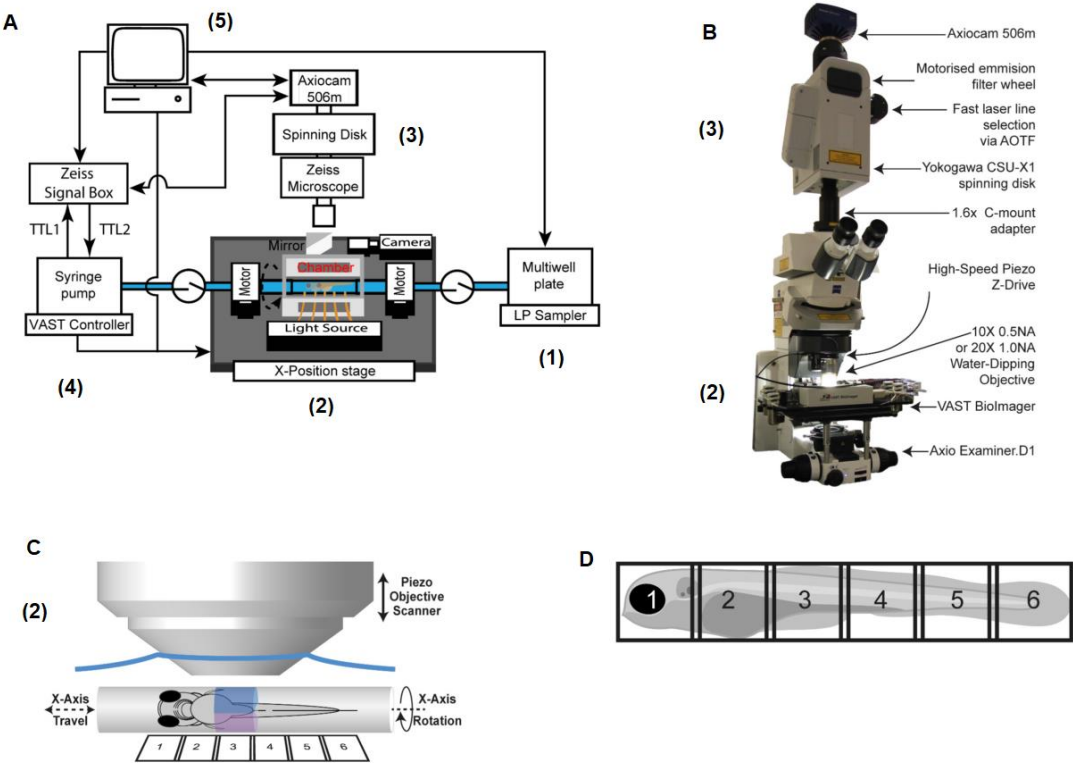 A
(5)
Axiocam
506m
Spinning Disk
(3)
Zeiss
Microscope
Zeiss
Signal Box
TTL1
TTL2
Mirror
Camera
Chamber
Motor
Motor
Syringe
pump
VAST Controller
Multiwell
plate
LP Sampler
Light Source
X-Position stage
(4)
(2)
(1)
B
Axiocam 506m
Motorised emmision
filter wheel
(3)
Fast laser line
selection
via AOTF
Yokogawa CSU-X1
spinning disk
1.6x C-mount
adapter
High-Speed Piezo
Z-Drive
10X 0.5NA
or 20X 1.0NA
Water-Dipping
Objective
(2)
VAST BioImager
Axio Examiner.D1
C
(2)
Piezo
Objective
Scanner
X-Axis
Travel
X-Axis
Rotation
1 2 3 4 5 6
D
1 2 3 4 5 6